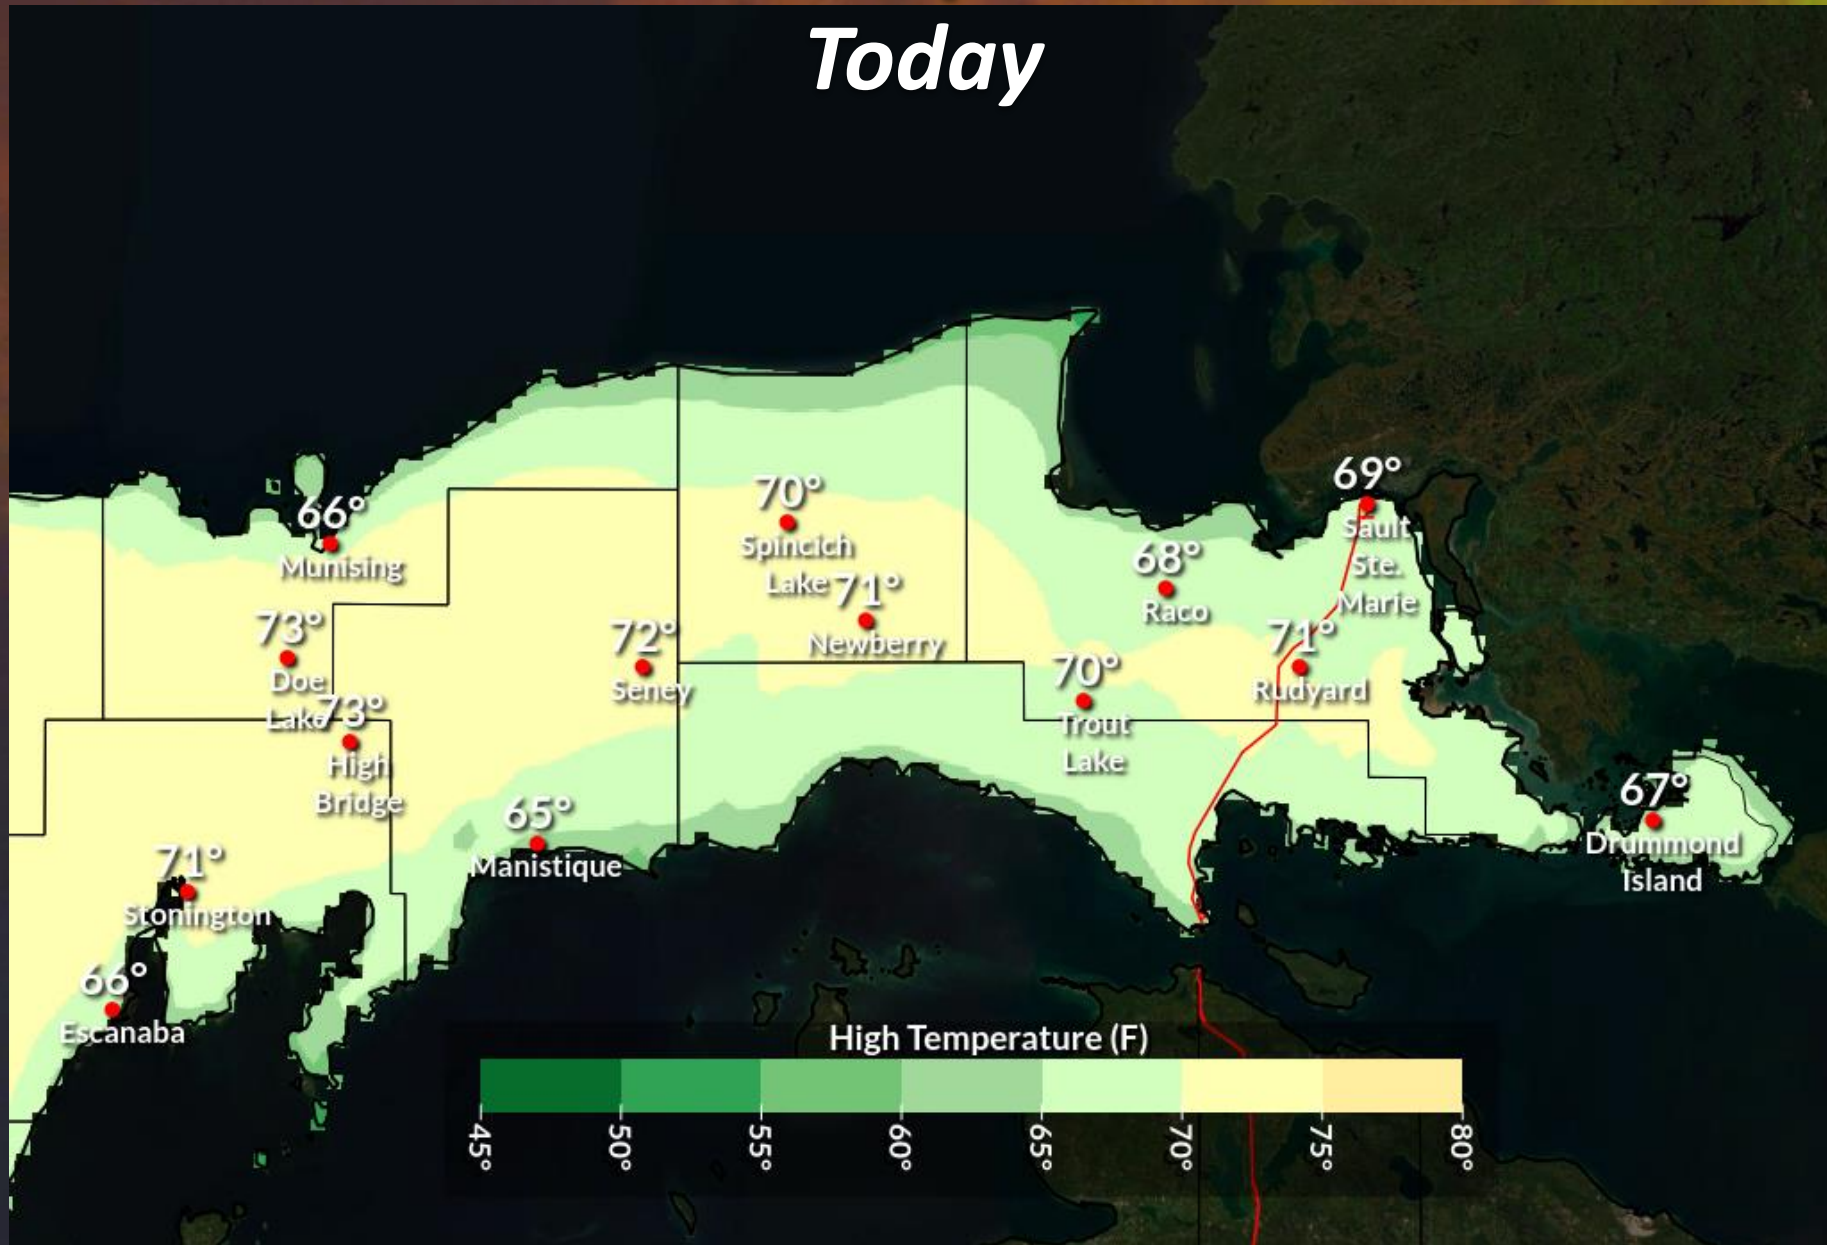 Today
69°
Sault
Ste.
Marie
70°
Spincich
Lake
66°
Munising
68°
Raco
71°
Newberry
73°
Doe
Lake
72°
Seney
71°
Rudyard
70°
Trout
Lake
73°
High
Bridge
65°
Manistique
67°
Drummond
Island
71°
Stonington
66°
Escanaba
High Temperature (F)
45°
50°
55°
60°
65°
70°
75°
80°